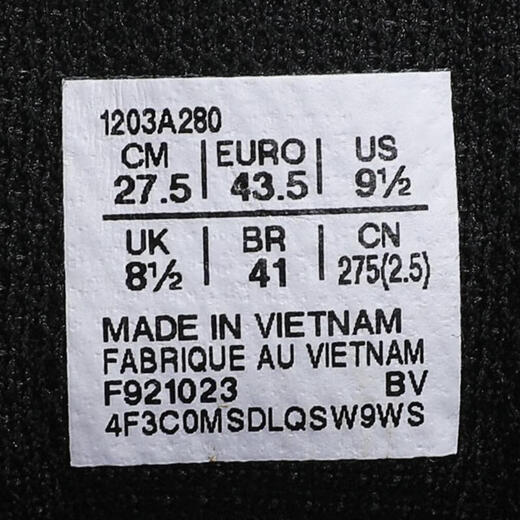 1203A280
CM | EURO | US
27.5 | 43.5 | 9½
UK | BR | CN
8½ | 41 | 275(2.5)
MADE IN VIETNAM
FABRIQUE AU VIETNAM
F921023 BV
4F3C0MSDLQSW9WS